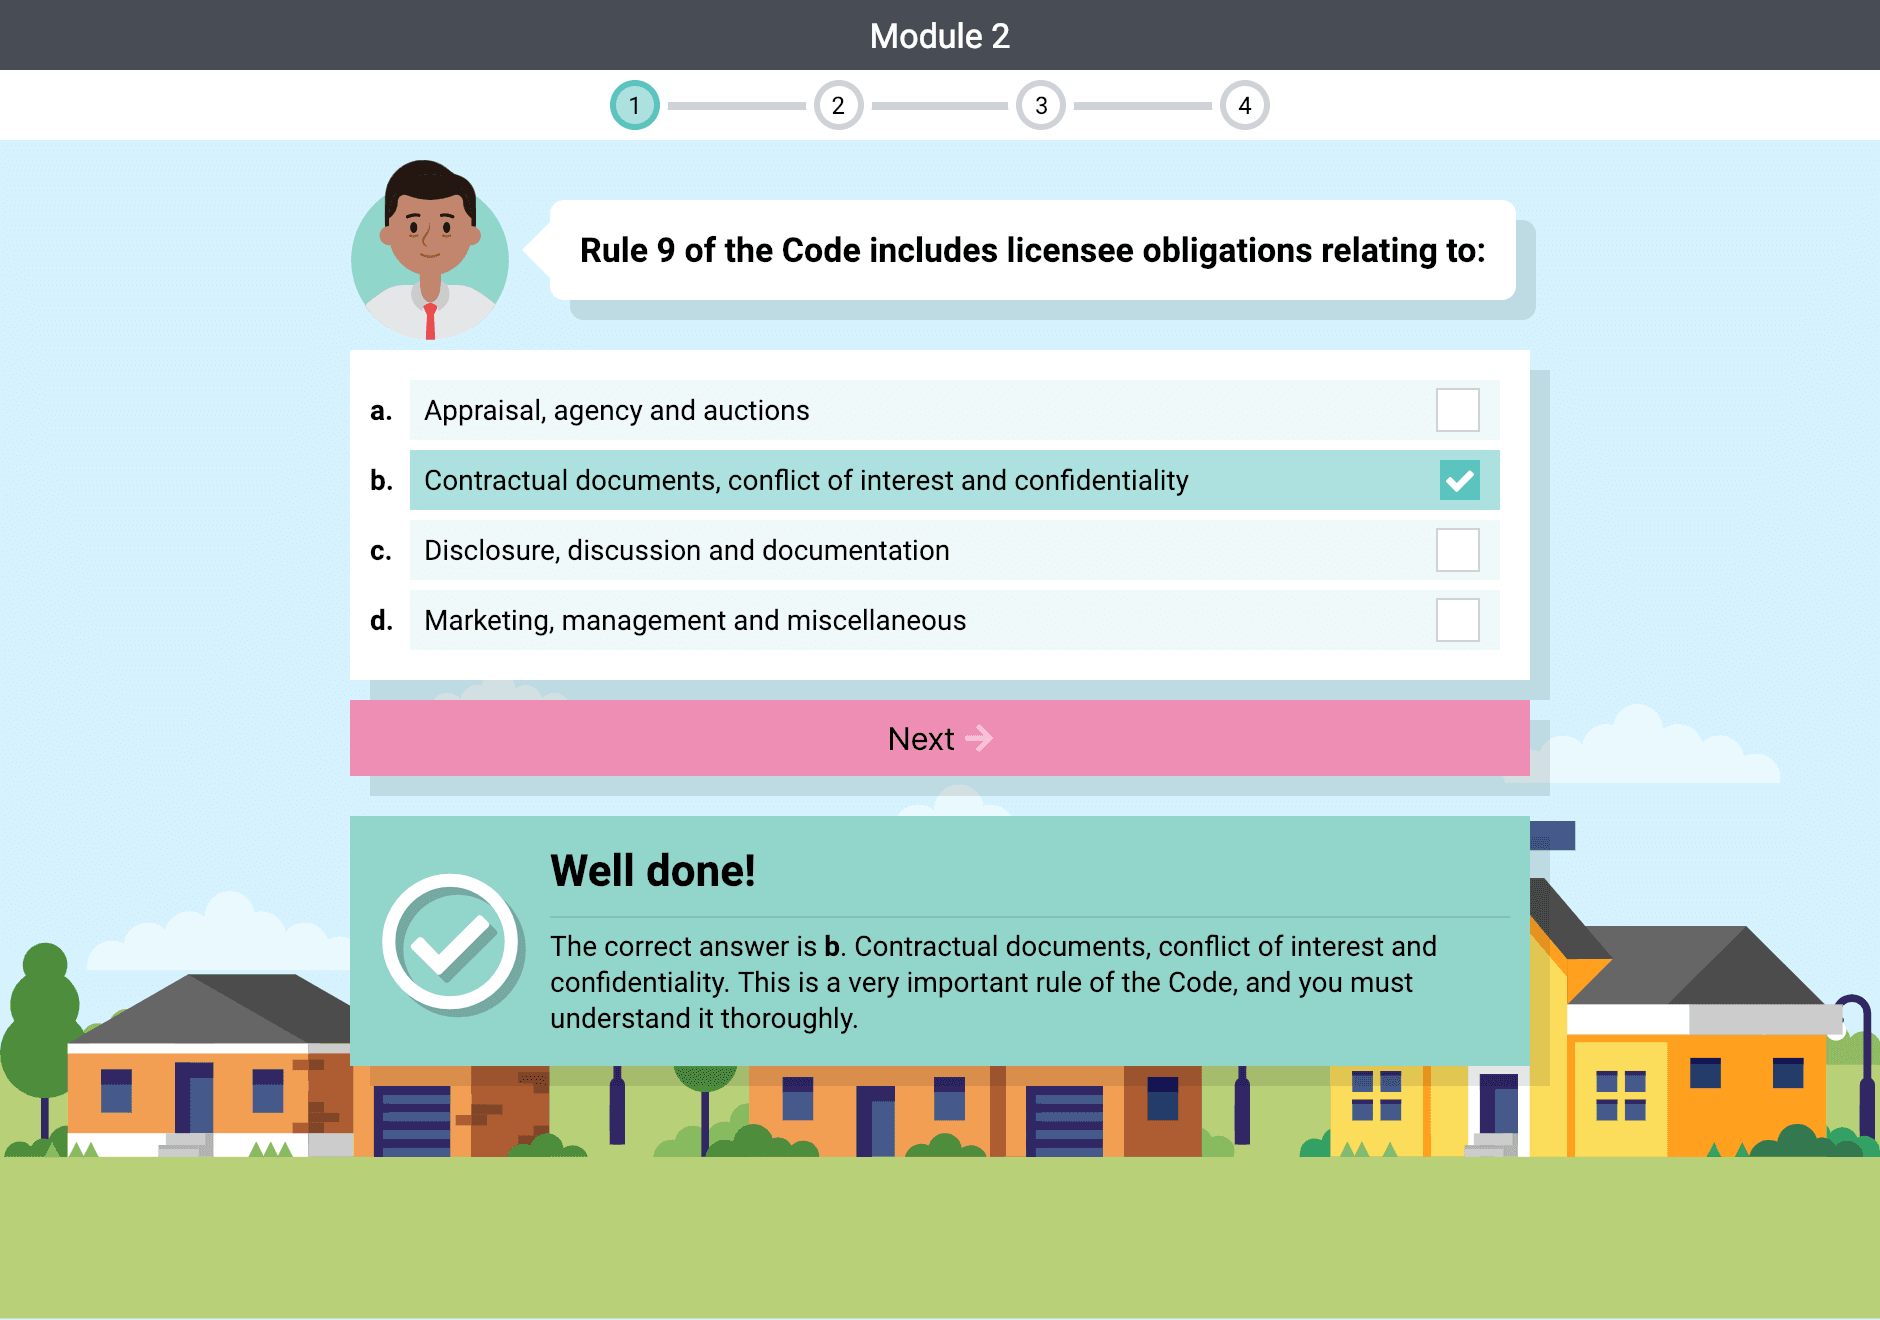 Module 2
1 2 3 4
Rule 9 of the Code includes licensee obligations relating to:
a. Appraisal, agency and auctions
b. Contractual documents, conflict of interest and confidentiality
c. Disclosure, discussion and documentation
d. Marketing, management and miscellaneous
Next
Well done!
The correct answer is b. Contractual documents, conflict of interest and
confidentiality. This is a very important rule of the Code, and you must
understand it thoroughly.